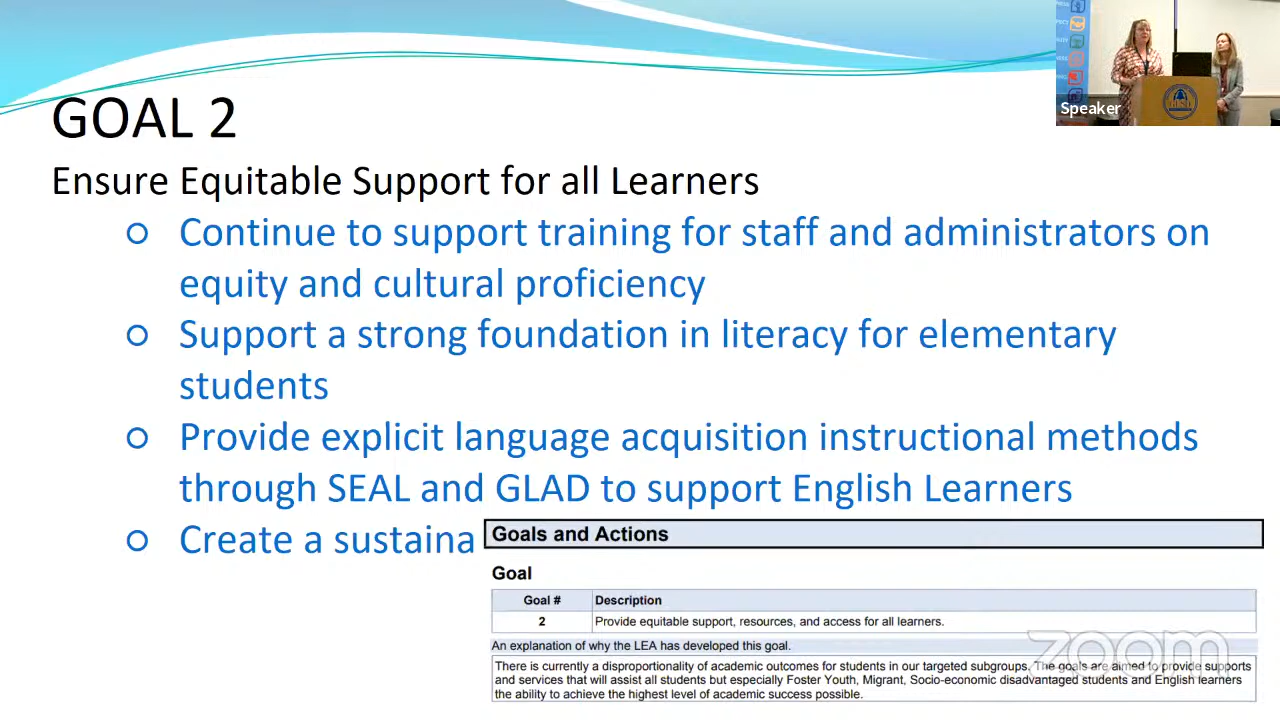 GOAL 2
Ensure Equitable Support for all Learners
Continue to support training for staff and administrators on
equity and cultural proficiency
Support a strong foundation in literacy for elementary
students
Provide explicit language acquisition instructional methods
through SEAL and GLAD to support English Learners
Create a sustaina
Speaker
Goals and Actions
Goal
Goal # Description
2 Provide equitable support, resources, and access for all learners.
An explanation of why the LEA has developed this goal.
There is currently a disproportionality of academic outcomes for students in our targeted subgroups. The goals are aimed to provide supports
and services that will assist all students but especially Foster Youth, Migrant, Socio-economic disadvantaged students and English learners
the ability to achieve the highest level of academic success possible.
zoom